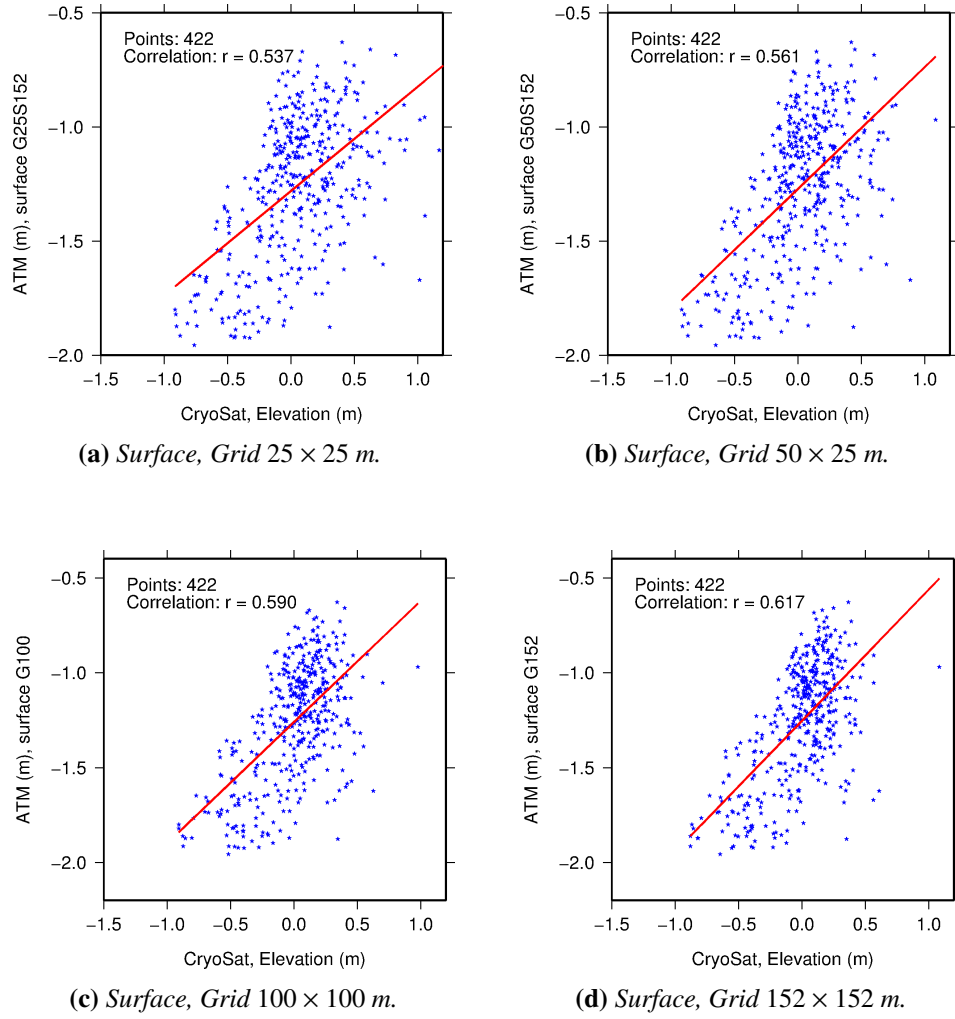 −0.5
Points: 422
Correlation: r = 0.537
−1.0
−1.5
−2.0
ATM (m), surface G25S152
−1.5 −1.0 −0.5 0.0 0.5 1.0
CryoSat, Elevation (m)
(a) Surface, Grid 25 × 25 m.
−0.5
Points: 422
Correlation: r = 0.561
−1.0
−1.5
−2.0
ATM (m), surface G50S152
−1.5 −1.0 −0.5 0.0 0.5 1.0
CryoSat, Elevation (m)
(b) Surface, Grid 50 × 25 m.
−0.5
Points: 422
Correlation: r = 0.590
−1.0
−1.5
−2.0
ATM (m), surface G100
−1.5 −1.0 −0.5 0.0 0.5 1.0
CryoSat, Elevation (m)
(c) Surface, Grid 100 × 100 m.
−0.5
Points: 422
Correlation: r = 0.617
−1.0
−1.5
−2.0
ATM (m), surface G152
−1.5 −1.0 −0.5 0.0 0.5 1.0
CryoSat, Elevation (m)
(d) Surface, Grid 152 × 152 m.